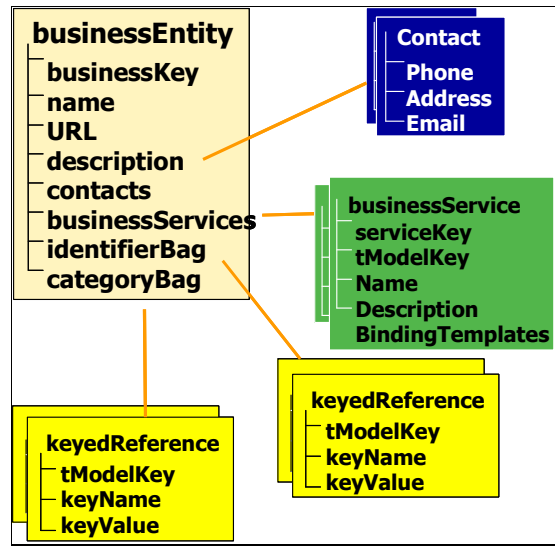 businessEntity
businessKey
name
URL
description
contacts
businessServices
identifierBag
categoryBag
Contact
Phone
Address
Email
businessService
serviceKey
tModelKey
Name
Description
BindingTemplates
keyedReference
tModelKey
keyName
keyValue
keyedReference
tModelKey
keyName
keyValue